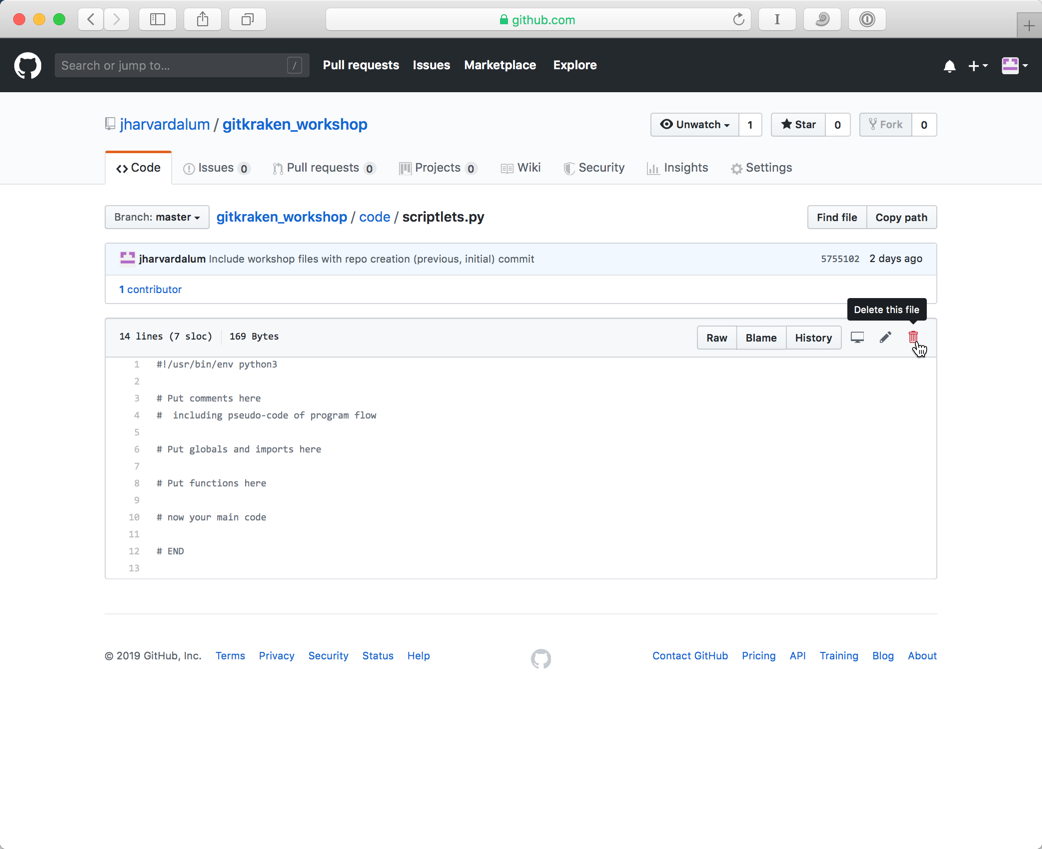 github.com
Search or jump to... /
Pull requests Issues Marketplace Explore
jharvardalum / gitkraken_workshop
Unwatch 1 Star 0 Fork 0
Code Issues 0 Pull requests 0 Projects 0 Wiki Security Insights Settings
Branch: master gitkraken_workshop / code / scriptlets.py Find file Copy path
jharvardalum Include workshop files with repo creation (previous, initial) commit 5755102 2 days ago
1 contributor
Delete this file
14 lines (7 sloc) 169 Bytes Raw Blame History
1 #!/usr/bin/env python3
2
3 # Put comments here
4 #  including pseudo-code of program flow
5
6 # Put globals and imports here
7
8 # Put functions here
9
10 # now your main code
11
12 # END
13
© 2019 GitHub, Inc. Terms Privacy Security Status Help Contact GitHub Pricing API Training Blog About